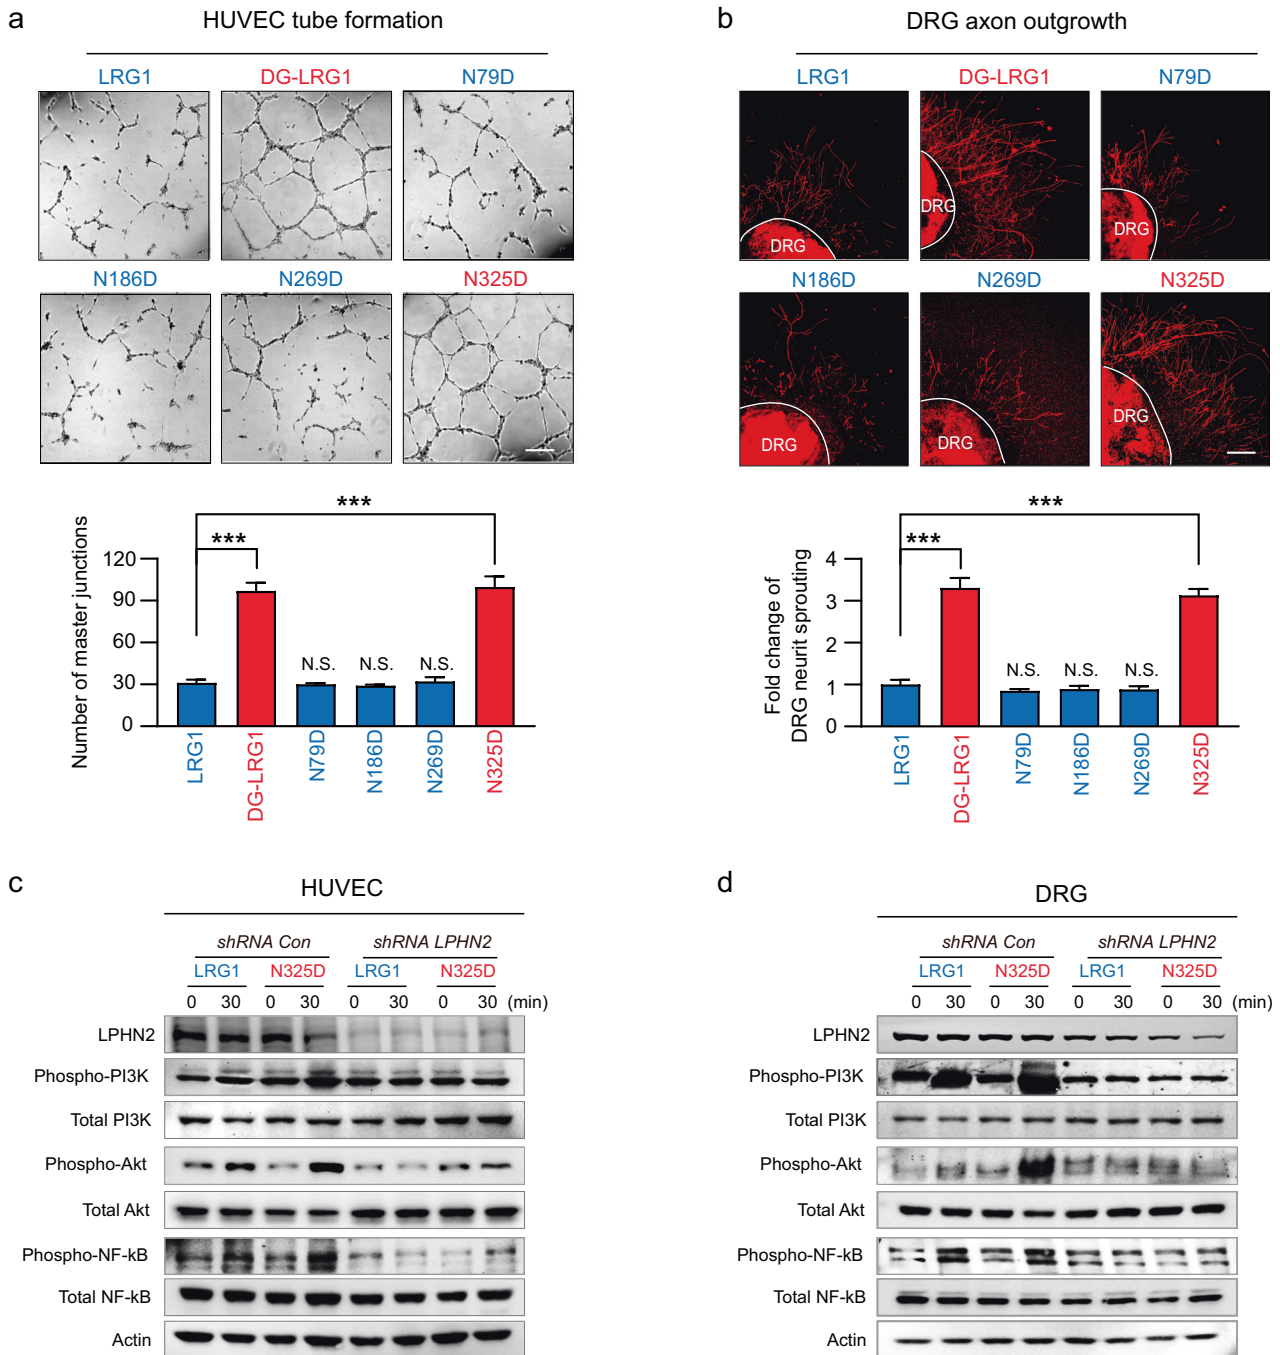 a
HUVEC tube formation
LRG1 DG-LRG1 N79D
N186D N269D N325D
Number of master junctions
120
90
60
30
0
***
***
N.S. N.S. N.S.
LRG1 DG-LRG1 N79D N186D N269D N325D
b
DRG axon outgrowth
LRG1 DG-LRG1 N79D
DRG DRG DRG
N186D N269D N325D
DRG DRG DRG
Fold change of
DRG neurit sprouting
4
3
2
1
0
***
***
N.S. N.S. N.S.
LRG1 DG-LRG1 N79D N186D N269D N325D
c
HUVEC
shRNA Con shRNA LPHN2
LRG1 N325D LRG1 N325D
0 30 0 30 0 30 0 30 (min)
LPHN2
Phospho-PI3K
Total PI3K
Phospho-Akt
Total Akt
Phospho-NF-kB
Total NF-kB
Actin
d
DRG
shRNA Con shRNA LPHN2
LRG1 N325D LRG1 N325D
0 30 0 30 0 30 0 30 (min)
LPHN2
Phospho-PI3K
Total PI3K
Phospho-Akt
Total Akt
Phospho-NF-kB
Total NF-kB
Actin